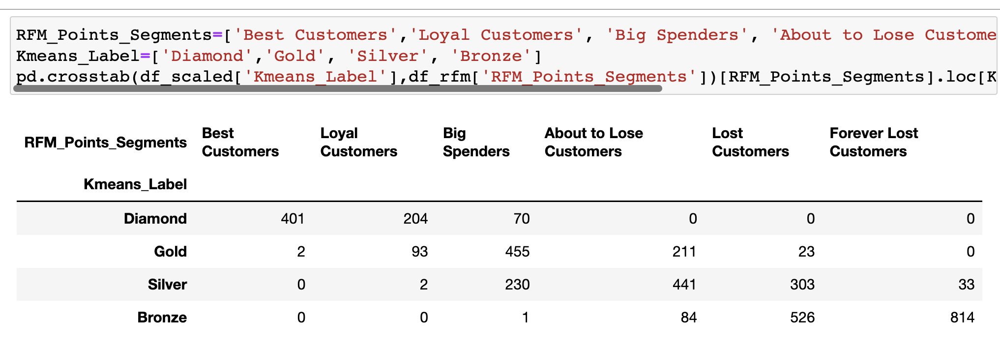 RFM_Points_Segments=['Best Customers','Loyal Customers', 'Big Spenders', 'About to Lose Custome
Kmeans_Label=['Diamond','Gold', 'Silver', 'Bronze']
pd.crosstab(df_scaled['Kmeans_Label'],df_rfm['RFM_Points_Segments'])[RFM_Points_Segments].loc[K
RFM_Points_Segments Best Customers Loyal Customers Big Spenders About to Lose Customers Lost Customers Forever Lost Customers
Kmeans_Label
Diamond 401 204 70 0 0 0
Gold 2 93 455 211 23 0
Silver 0 2 230 441 303 33
Bronze 0 0 1 84 526 814